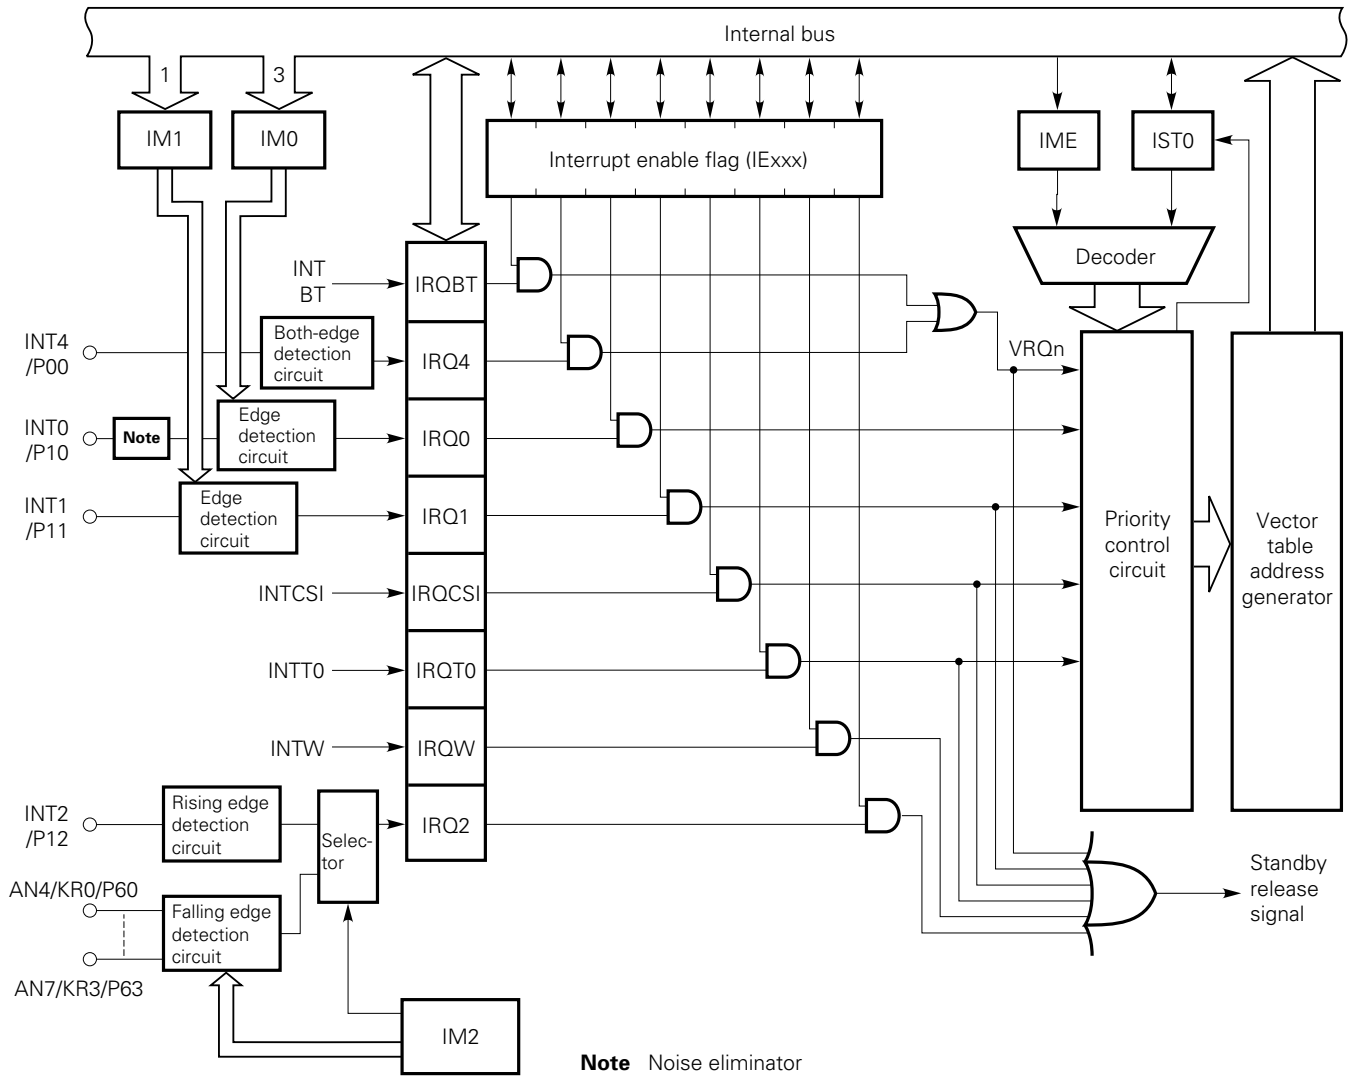 Internal bus
1
3
IM1
IM0
Interrupt enable flag (IExxx)
IME
IST0
Decoder
INT
BT
IRQBT
INT4
/P00
Both-edge
detection
circuit
IRQ4
VRQn
INT0
/P10
Note
Edge
detection
circuit
IRQ0
INT1
/P11
Edge
detection
circuit
IRQ1
Priority
control
circuit
Vector
table
address
generator
INTCSI
IRQCSI
INTT0
IRQT0
INTW
IRQW
INT2
/P12
Rising edge
detection
circuit
Selec-
tor
IRQ2
AN4/KR0/P60
Falling edge
detection
circuit
AN7/KR3/P63
Standby
release
signal
IM2
Note Noise eliminator